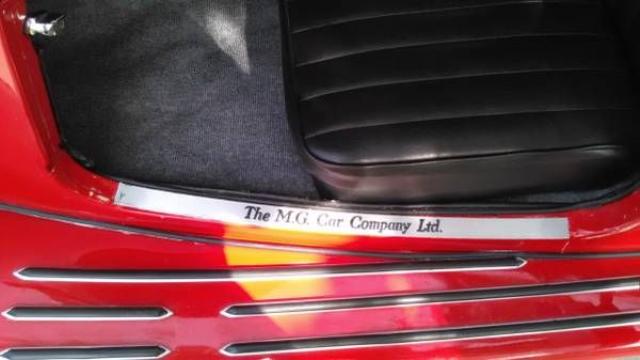 The M.G. Car Company Ltd.